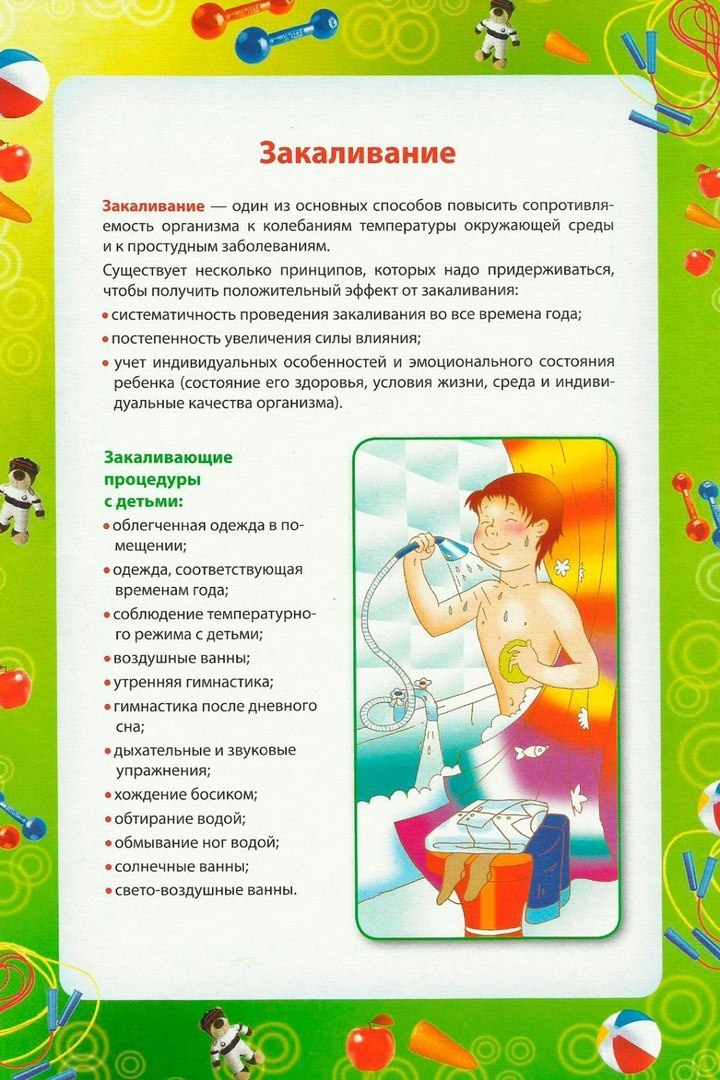 Закаливание
Закаливание — один из основных способов повысить сопротивля-
емость организма к колебаниям температуры окружающей среды
и к простудным заболеваниям.
Существует несколько принципов, которых надо придерживаться,
чтобы получить положительный эффект от закаливания:
• систематичность проведения закаливания во все времена года;
• постепенность увеличения силы влияния;
• учет индивидуальных особенностей и эмоционального состояния
ребенка (состояние его здоровья, условия жизни, среда и индиви-
дуальные качества организма).
Закаливающие
процедуры
с детьми:
• облегченная одежда в по-
мещении;
• одежда, соответствующая
временам года;
• соблюдение температурно-
го режима с детьми;
• воздушные ванны;
• утренняя гимнастика;
• гимнастика после дневного
сна;
• дыхательные и звуковые
упражнения;
• хождение босиком;
• обтирание водой;
• обмывание ног водой;
• солнечные ванны;
• свето-воздушные ванны.